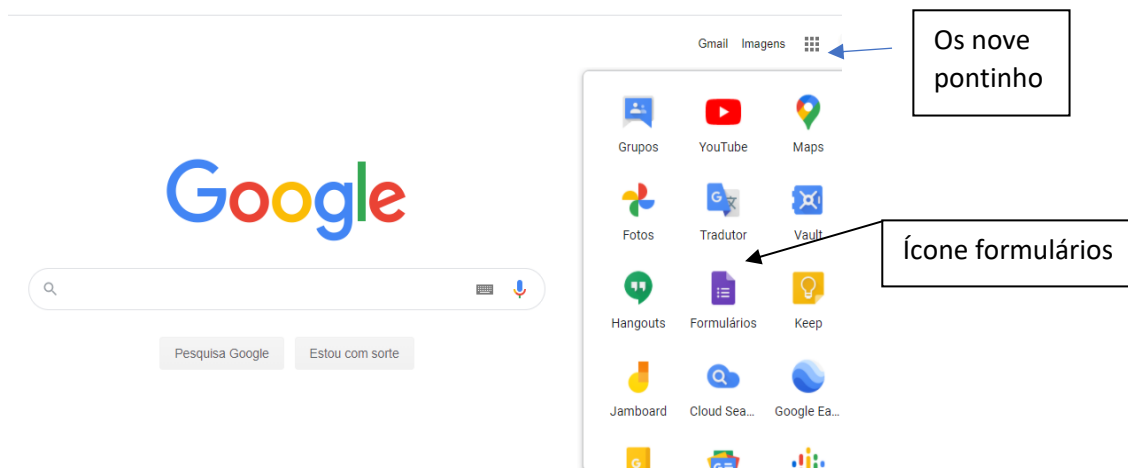 Gmail Imagens
Os nove
pontinho
Grupos YouTube Maps
Google
Fotos Tradutor Vault
Ícone formulários
Hangouts Formulários Keep
Pesquisa Google Estou com sorte
Jamboard Cloud Sea... Google Ea...